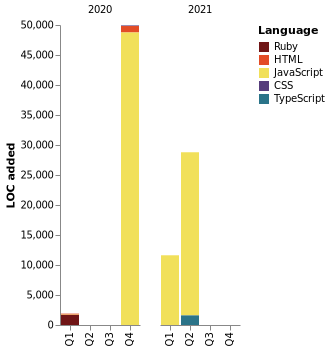 2020 2021
Language
Ruby
HTML
JavaScript
CSS
TypeScript
LOC added
50,000
45,000
40,000
35,000
30,000
25,000
20,000
15,000
10,000
5,000
0
Q1 Q2 Q3 Q4 Q1 Q2 Q3 Q4